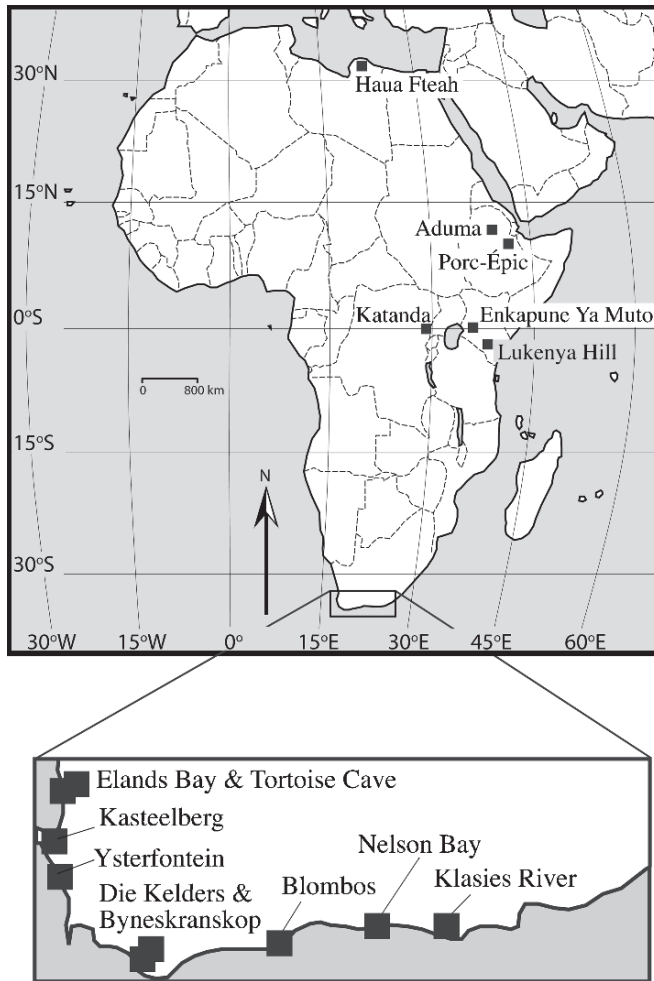 30°N
Haua Fteah
15°N
Aduma
Porc-Épic
0°S
Katanda
Enkapune Ya Muto
Lukenya Hill
0 800 km
15°S
N
30°S
30°W 15°W 0° 15°E 30°E 45°E 60°E
Elands Bay & Tortoise Cave
Kasteelberg
Ysterfontein
Nelson Bay
Die Kelders &
Byneskranskop
Blombos
Klasies River